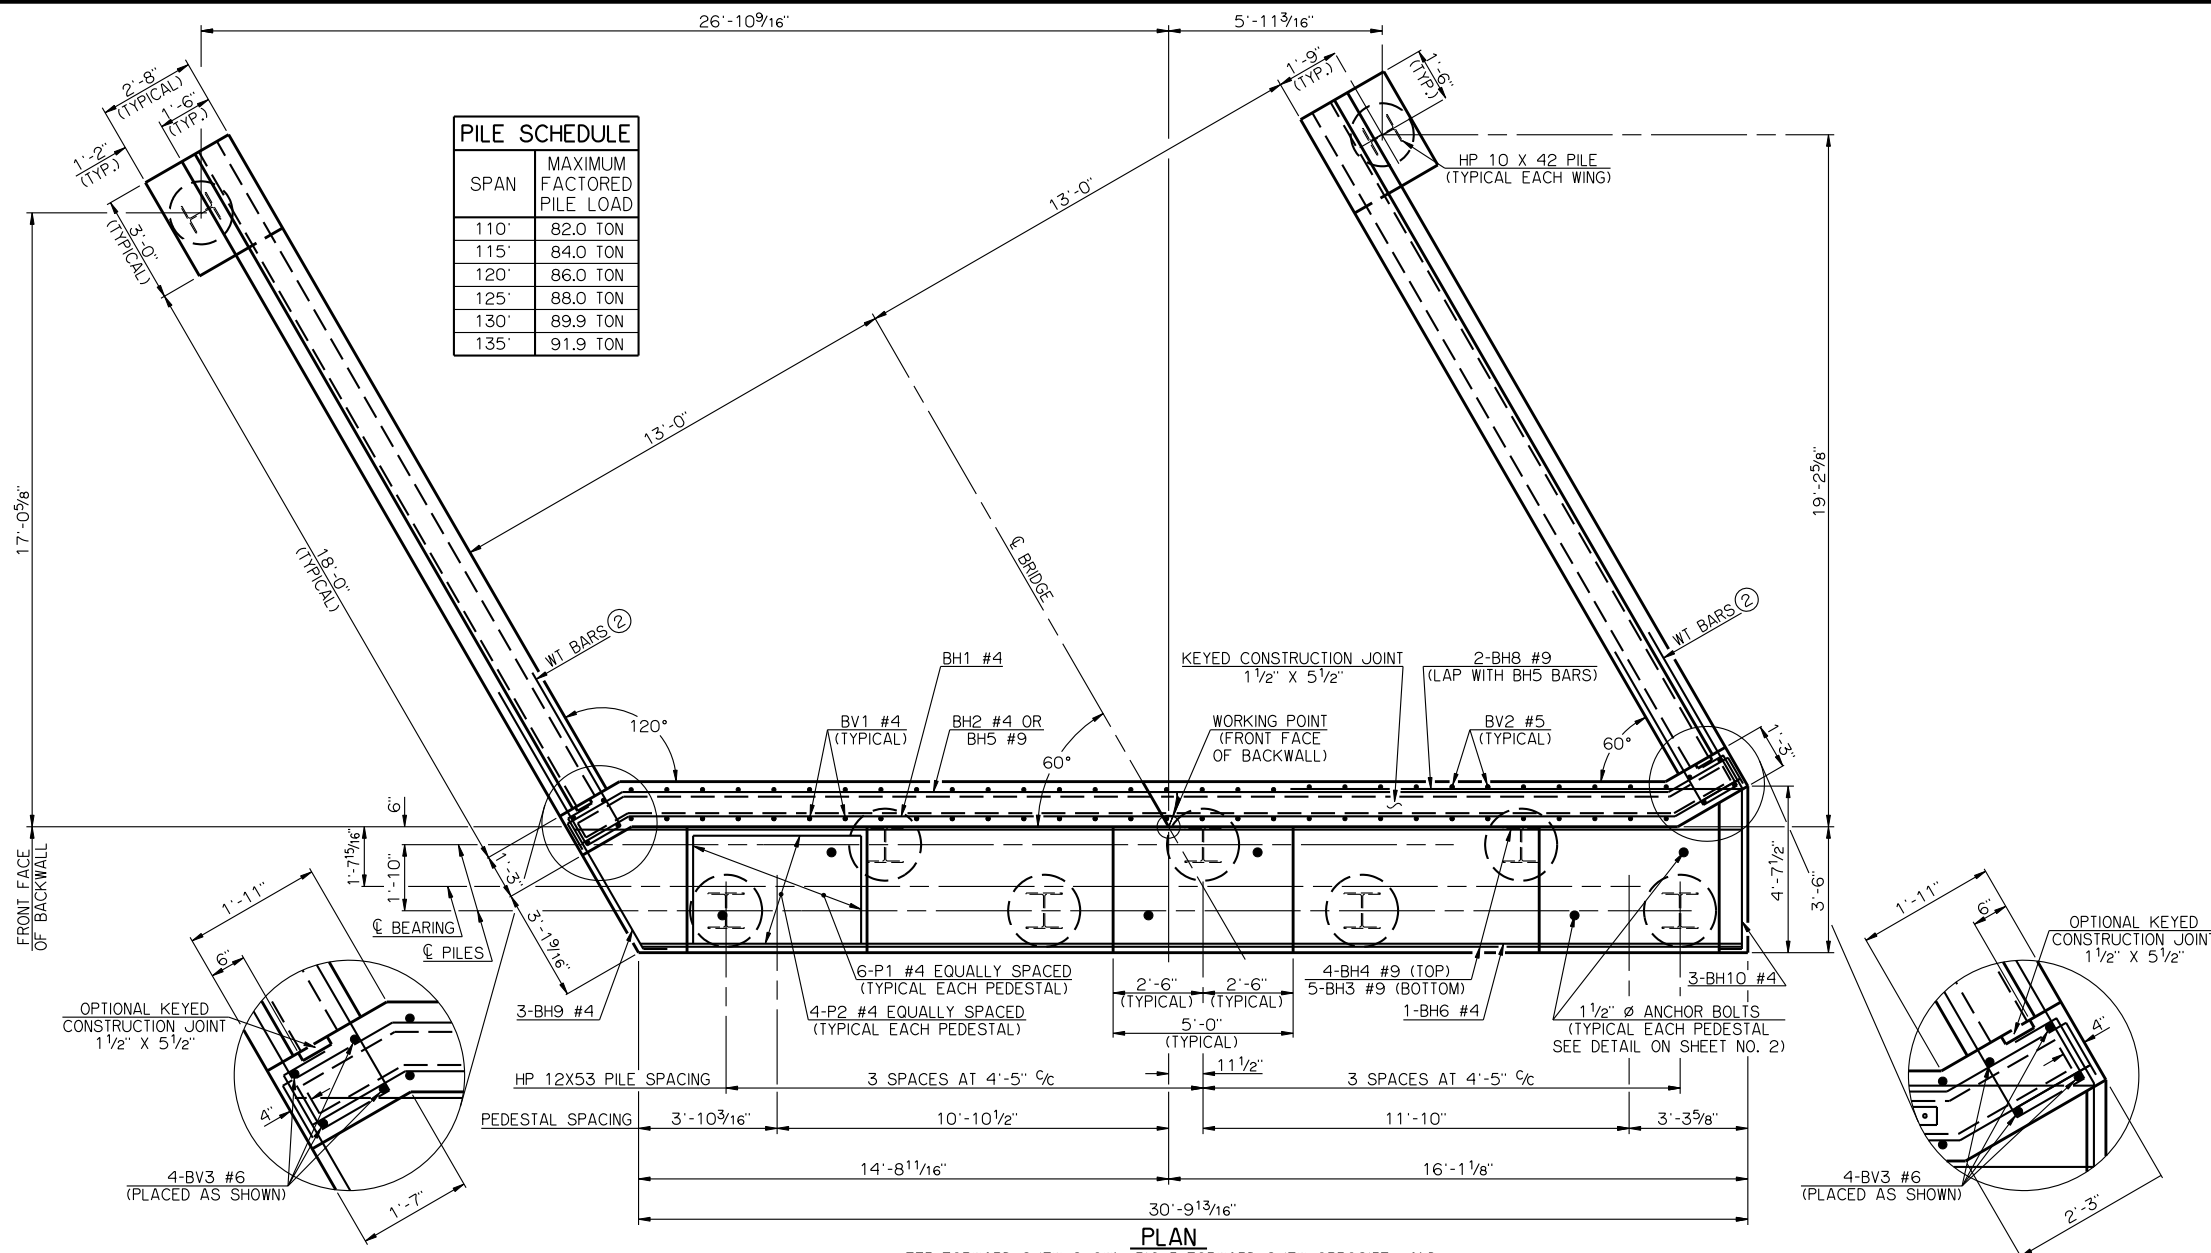 26'-10 9/16"
5'-11 3/16"
2'-8"
(TYPICAL)
1'-6"
(TYP.)
1'-2"
(TYP.)
3'-0"
(TYPICAL)
1'-9"
(TYP.)
1'-6"
(TYP.)
HP 10 X 42 PILE
(TYPICAL EACH WING)
PILE SCHEDULE
SPAN
MAXIMUM
FACTORED
PILE LOAD
110' 82.0 TON
115' 84.0 TON
120' 86.0 TON
125' 88.0 TON
130' 89.9 TON
135' 91.9 TON
13'-0"
13'-0"
17'-0 5/8"
18'-0"
(TYPICAL)
19'-2 5/8"
℄ BRIDGE
WT BARS 2
WT BARS 2
BH1 #4
KEYED CONSTRUCTION JOINT
1 1/2" X 5 1/2"
2-BH8 #9
(LAP WITH BH5 BARS)
120°
BV1 #4
(TYPICAL)
BH2 #4 OR
BH5 #9
60°
WORKING POINT
(FRONT FACE
OF BACKWALL)
BV2 #5
(TYPICAL)
60°
1'-3"
6"
1'-7 15/16"
1'-10"
FRONT FACE
OF BACKWALL
℄ BEARING
℄ PILES
1'-3"
3'-1 9/16"
4'-7 1/2"
3'-6"
1'-11"
6"
OPTIONAL KEYED
CONSTRUCTION JOINT
1 1/2" X 5 1/2"
4"
4-BV3 #6
(PLACED AS SHOWN)
1'-7"
3-BH9 #4
6-P1 #4 EQUALLY SPACED
(TYPICAL EACH PEDESTAL)
4-P2 #4 EQUALLY SPACED
(TYPICAL EACH PEDESTAL)
2'-6"
(TYPICAL)
2'-6"
(TYPICAL)
5'-0"
(TYPICAL)
4-BH4 #9 (TOP)
5-BH3 #9 (BOTTOM)
1-BH6 #4
1 1/2" Ø ANCHOR BOLTS
(TYPICAL EACH PEDESTAL
SEE DETAIL ON SHEET NO. 2)
3-BH10 #4
1'-11"
6"
OPTIONAL KEYED
CONSTRUCTION JOINT
1 1/2" X 5 1/2"
4"
4-BV3 #6
(PLACED AS SHOWN)
2'-3"
11 1/2"
HP 12X53 PILE SPACING
3 SPACES AT 4'-5" C/C
3 SPACES AT 4'-5" C/C
PEDESTAL SPACING
3'-10 3/16"
10'-10 1/2"
11'-10"
3'-3 5/8"
14'-8 11/16"
16'-1 1/8"
30'-9 13/16"
PLAN